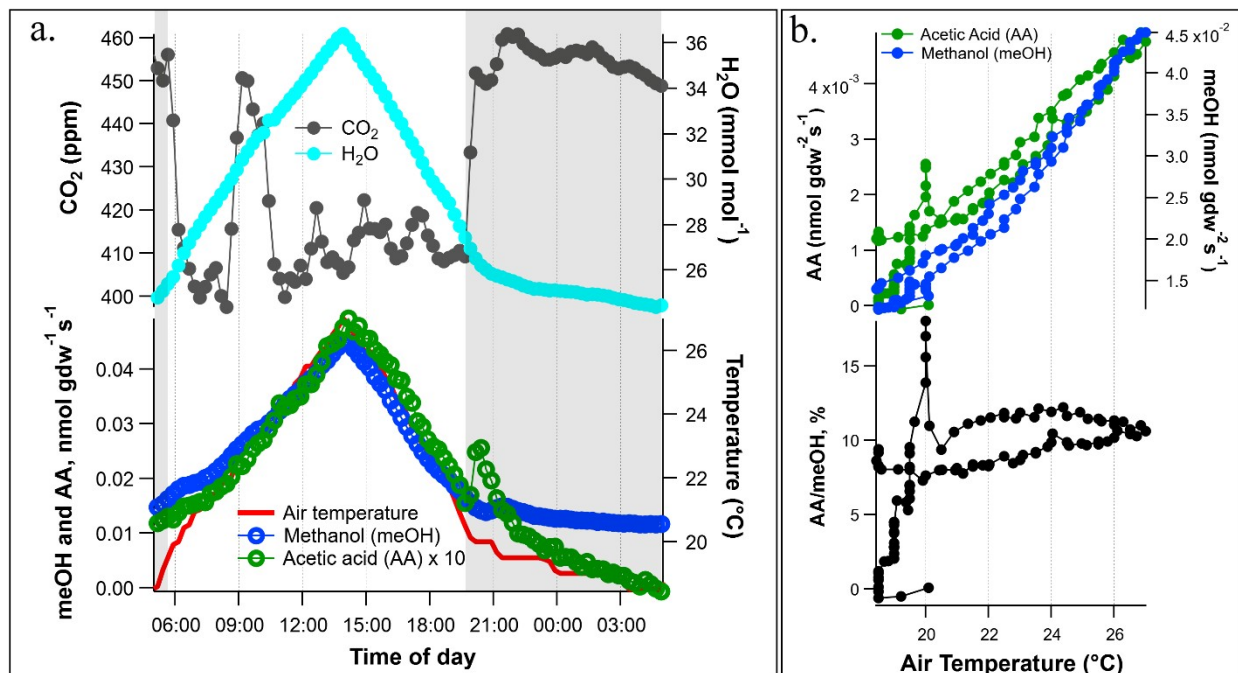 a.
460
450
440
430
420
410
400
CO₂ (ppm)
CO₂
H₂O
36
34
32
30
28
26
H₂O (mmol mol⁻¹)
0.04
0.03
0.02
0.01
0.00
meOH and AA, nmol gdw⁻¹ s⁻¹
Air temperature
Methanol (meOH)
Acetic acid (AA) x 10
26
24
22
20
Temperature (°C)
06:00 09:00 12:00 15:00 18:00 21:00 00:00 03:00
Time of day
b.
Acetic Acid (AA)
Methanol (meOH)
4 x10⁻³
3
2
1
0
AA (nmol gdw⁻² s⁻¹)
4.5 x10⁻²
4.0
3.5
3.0
2.5
2.0
1.5
meOH (nmol gdw⁻² s⁻¹)
15
10
5
0
AA/meOH, %
20 22 24 26
Air Temperature (°C)